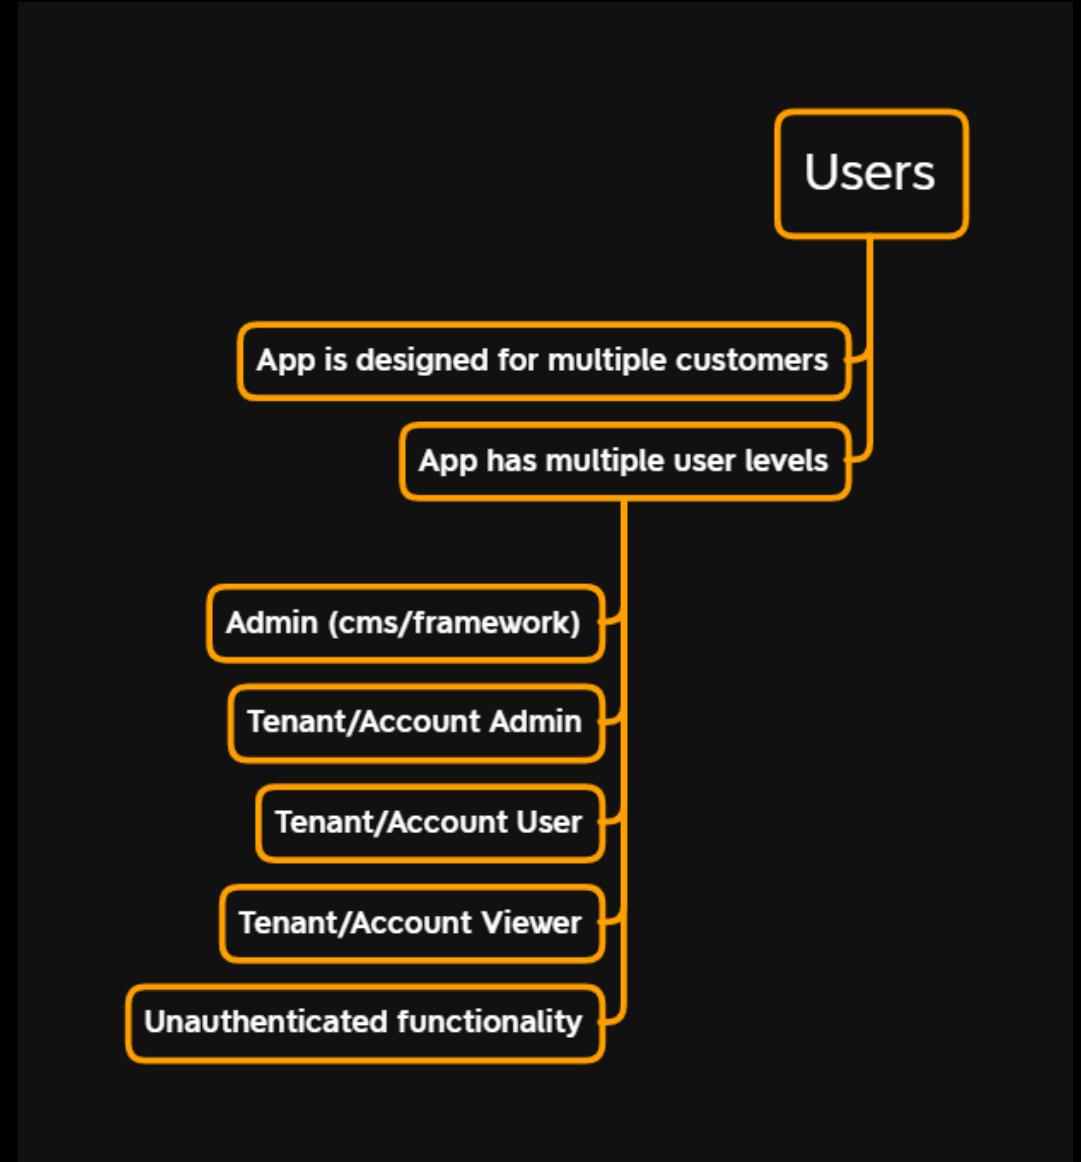 Users
App is designed for multiple customers
App has multiple user levels
Admin (cms/framework)
Tenant/Account Admin
Tenant/Account User
Tenant/Account Viewer
Unauthenticated functionality